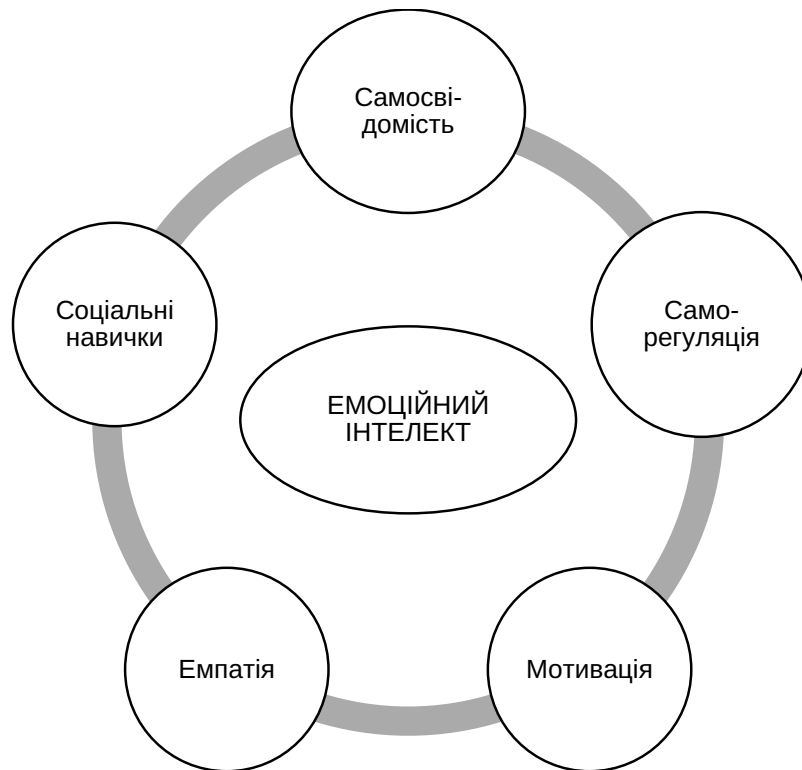 Самосві-
домість
Соціальні
навички
Само-
регуляція
ЕМОЦІЙНИЙ
ІНТЕЛЕКТ
Емпатія
Мотивація